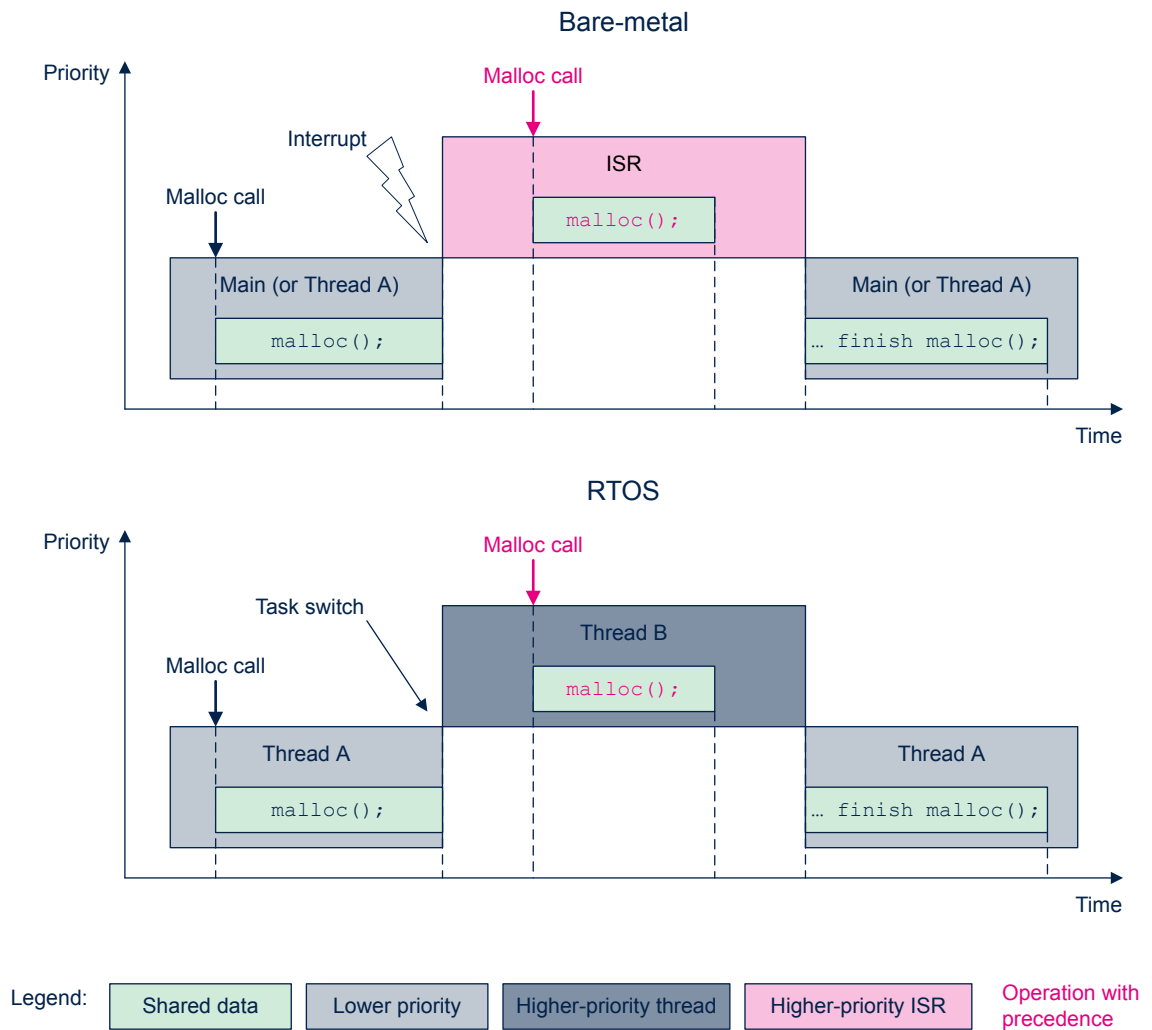 Bare-metal
Priority
Malloc call
Interrupt
ISR
Malloc call
malloc();
Main (or Thread A)
Main (or Thread A)
malloc();
… finish malloc();
Time
RTOS
Priority
Malloc call
Task switch
Thread B
Malloc call
malloc();
Thread A
Thread A
malloc();
… finish malloc();
Time
Legend:
Shared data
Lower priority
Higher-priority thread
Higher-priority ISR
Operation with
precedence